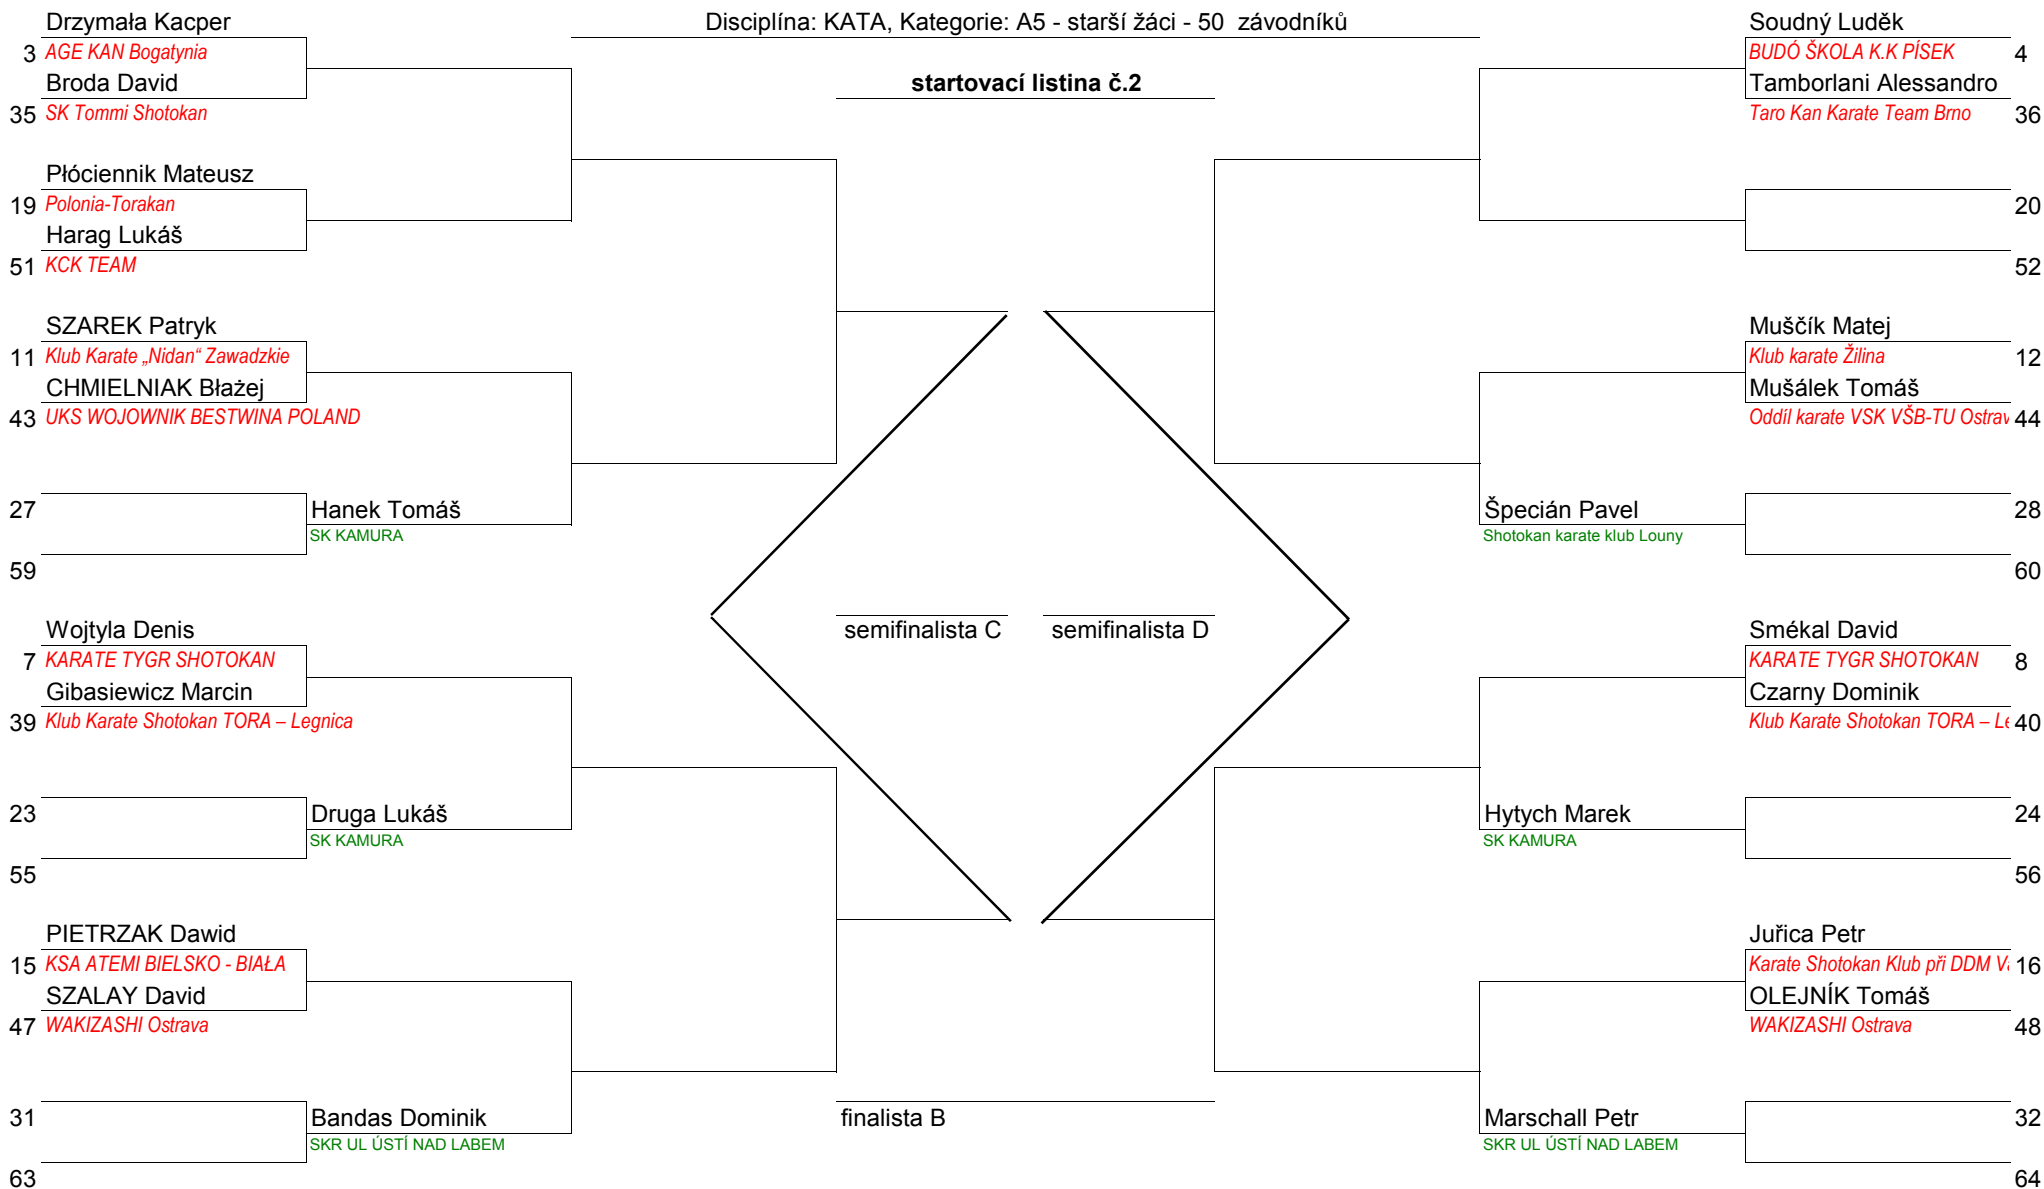 Disciplína: KATA, Kategorie: A5 - starší žáci - 50 závodníků
startovací listina č.2
Drzymała Kacper
3 AGE KAN Bogatynia
Broda David
35 SK Tommi Shotokan
Płóciennik Mateusz
19 Polonia-Torakan
Harag Lukáš
51 KCK TEAM
SZAREK Patryk
11 Klub Karate „Nidan“ Zawadzkie
CHMIELNIAK Błażej
43 UKS WOJOWNIK BESTWINA POLAND
27
Hanek Tomáš
SK KAMURA
59
Wojtyla Denis
7 KARATE TYGR SHOTOKAN
Gibasiewicz Marcin
39 Klub Karate Shotokan TORA – Legnica
23
Druga Lukáš
SK KAMURA
55
PIETRZAK Dawid
15 KSA ATEMI BIELSKO - BIAŁA
SZALAY David
47 WAKIZASHI Ostrava
31
Bandas Dominik
SKR UL ÚSTÍ NAD LABEM
63
semifinalista C
semifinalista D
finalista B
Soudný Luděk
BUDÓ ŠKOLA K.K PÍSEK 4
Tamborlani Alessandro
Taro Kan Karate Team Brno 36
20
52
Muščík Matej
Klub karate Žilina 12
Mušálek Tomáš
Oddíl karate VSK VŠB-TU Ostrav 44
Špecián Pavel
Shotokan karate klub Louny
28
60
Smékal David
KARATE TYGR SHOTOKAN 8
Czarny Dominik
Klub Karate Shotokan TORA – Le 40
Hytych Marek
SK KAMURA
24
56
Juřica Petr
Karate Shotokan Klub při DDM Va 16
OLEJNÍK Tomáš
WAKIZASHI Ostrava 48
Marschall Petr
SKR UL ÚSTÍ NAD LABEM
32
64